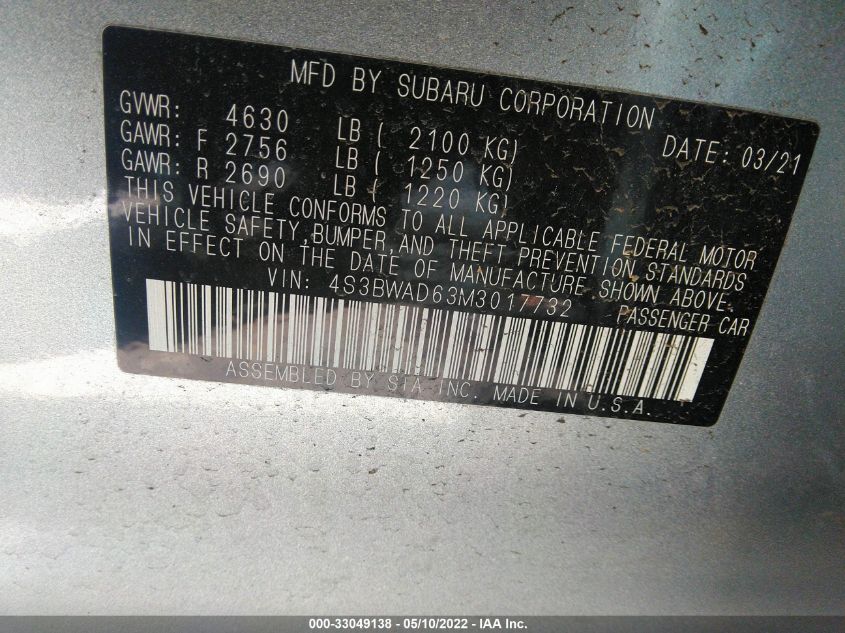 MFD BY SUBARU CORPORATION
GVWR: 4630 LB ( 2100 KG) DATE: 03/21
GAWR: F 2756 LB ( 1250 KG)
GAWR: R 2690 LB ( 1220 KG)
THIS VEHICLE CONFORMS TO ALL APPLICABLE FEDERAL MOTOR
VEHICLE SAFETY, BUMPER, AND THEFT PREVENTION STANDARDS
IN EFFECT ON THE DATE OF MANUFACTURE SHOWN ABOVE.
VIN: 4S3BWAD63M3017732 PASSENGER CAR
ASSEMBLED BY SIA INC. MADE IN U.S.A.
000-33049138 - 05/10/2022 - IAA Inc.